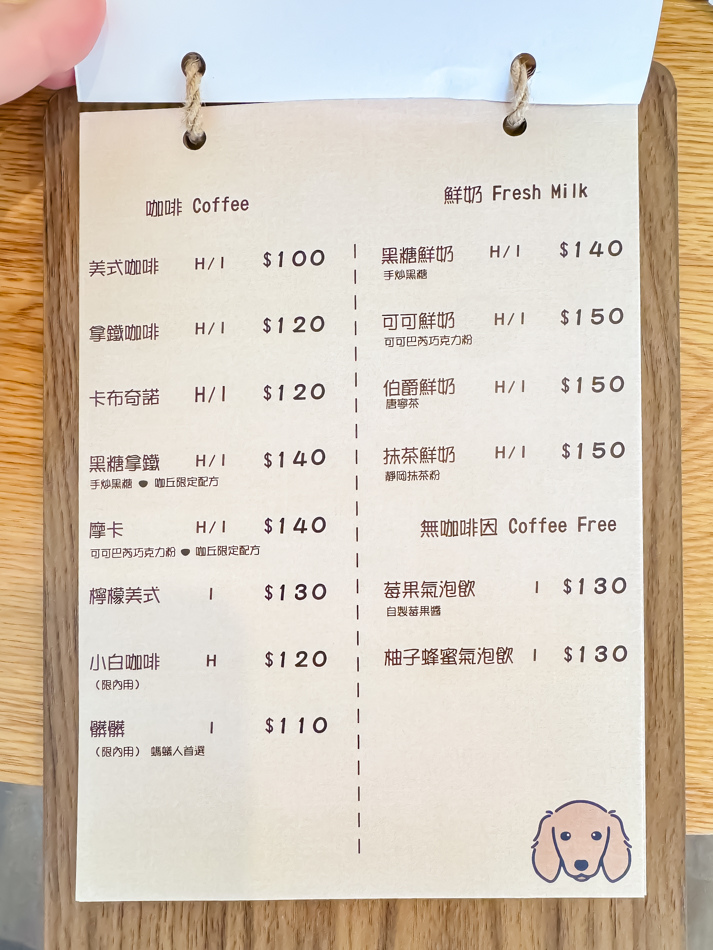 咖啡 Coffee
美式咖啡 H/I $100
拿鐵咖啡 H/I $120
卡布奇諾 H/I $120
黑糖拿鐵 H/I $140
手炒黑糖 咖丘限定配方
摩卡 H/I $140
可可巴芮巧克力粉 咖丘限定配方
檸檬美式 I $130
小白咖啡 H $120
(限內用)
髒髒 I $110
(限內用) 螞蟻人首選
鮮奶 Fresh Milk
黑糖鮮奶 H/I $140
手炒黑糖
可可鮮奶 H/I $150
可可巴芮巧克力粉
伯爵鮮奶 H/I $150
唐寧茶
抹茶鮮奶 H/I $150
靜岡抹茶粉
無咖啡因 Coffee Free
莓果氣泡飲 I $130
自製莓果醬
柚子蜂蜜氣泡飲 I $130